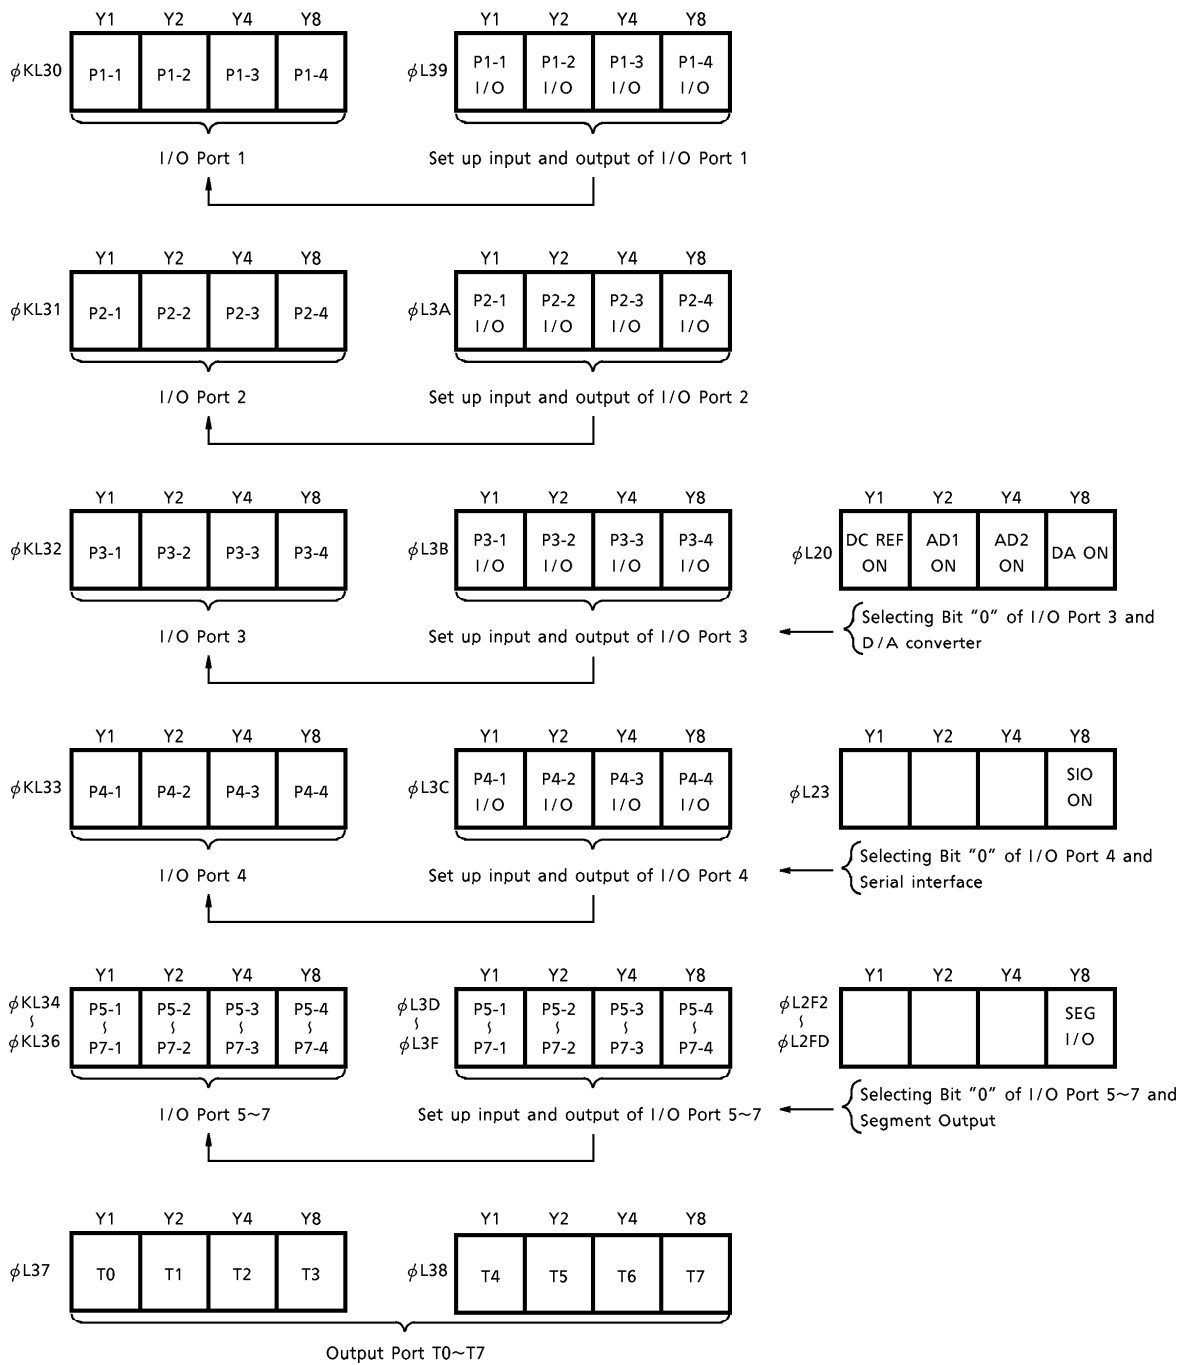 Y1 Y2 Y4 Y8 Y1 Y2 Y4 Y8
φKL30 P1-1 P1-2 P1-3 P1-4 φL39 P1-1 P1-2 P1-3 P1-4
I/O I/O I/O I/O
I/O Port 1 Set up input and output of I/O Port 1
Y1 Y2 Y4 Y8 Y1 Y2 Y4 Y8
φKL31 P2-1 P2-2 P2-3 P2-4 φL3A P2-1 P2-2 P2-3 P2-4
I/O I/O I/O I/O
I/O Port 2 Set up input and output of I/O Port 2
Y1 Y2 Y4 Y8 Y1 Y2 Y4 Y8 Y1 Y2 Y4 Y8
φKL32 P3-1 P3-2 P3-3 P3-4 φL3B P3-1 P3-2 P3-3 P3-4 φL20 DC REF AD1 AD2 DA ON
I/O I/O I/O I/O ON ON ON
I/O Port 3 Set up input and output of I/O Port 3 Selecting Bit "0" of I/O Port 3 and
D/A converter
Y1 Y2 Y4 Y8 Y1 Y2 Y4 Y8 Y1 Y2 Y4 Y8
φKL33 P4-1 P4-2 P4-3 P4-4 φL3C P4-1 P4-2 P4-3 P4-4 φL23 SIO
I/O I/O I/O I/O ON
I/O Port 4 Set up input and output of I/O Port 4 Selecting Bit "0" of I/O Port 4 and
Serial interface
Y1 Y2 Y4 Y8 Y1 Y2 Y4 Y8 Y1 Y2 Y4 Y8
φKL34 P5-1 P5-2 P5-3 P5-4 φL3D P5-1 P5-2 P5-3 P5-4 φL2F2 SEG
~ ~ ~ ~ ~ ~ ~ ~ ~ ~ ~
φKL36 P7-1 P7-2 P7-3 P7-4 φL3F P7-1 P7-2 P7-3 P7-4 φL2FD I/O
I/O Port 5~7 Set up input and output of I/O Port 5~7 Selecting Bit "0" of I/O Port 5~7 and
Segment Output
Y1 Y2 Y4 Y8 Y1 Y2 Y4 Y8
φL37 T0 T1 T2 T3 φL38 T4 T5 T6 T7
Output Port T0~T7